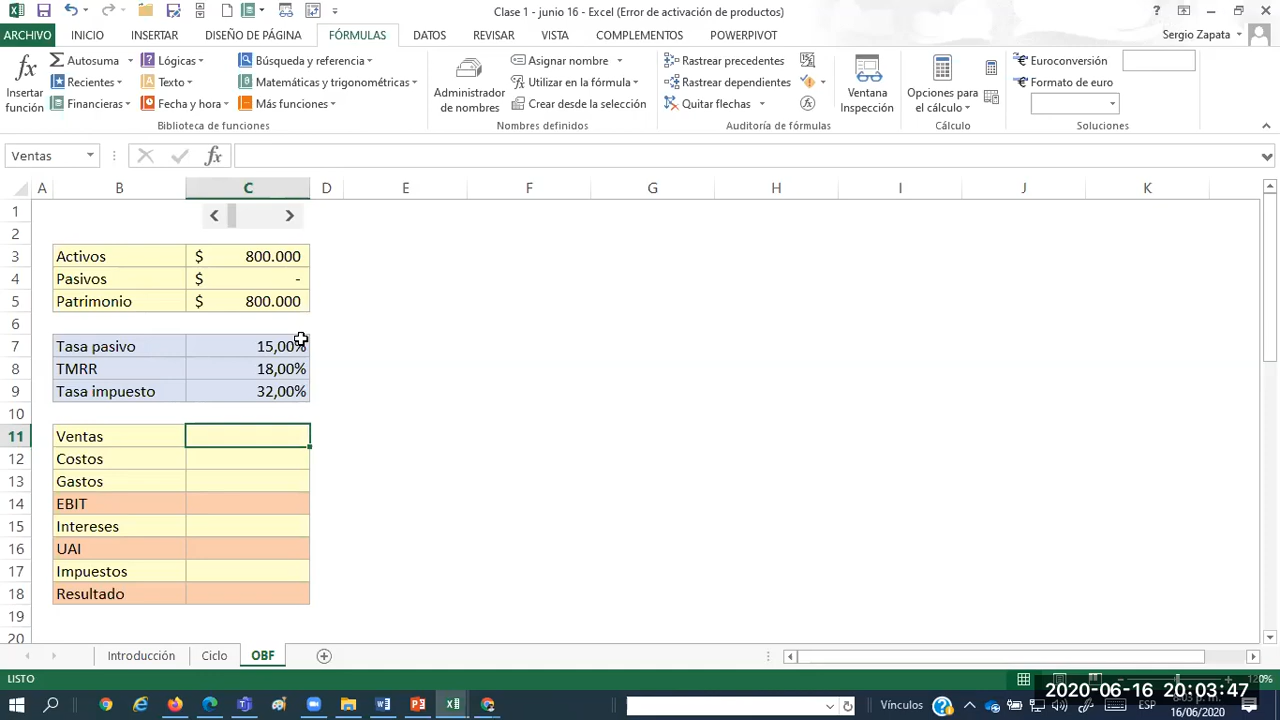 Clase 1 - junio 16 - Excel (Error de activación de productos)
ARCHIVO INICIO INSERTAR DISEÑO DE PÁGINA FÓRMULAS DATOS REVISAR VISTA COMPLEMENTOS POWERPIVOT Sergio Zapata
Insertar función
Autosuma
Recientes
Financieras
Lógicas
Texto
Fecha y hora
Búsqueda y referencia
Matemáticas y trigonométricas
Más funciones
Biblioteca de funciones
Administrador de nombres
Asignar nombre
Utilizar en la fórmula
Crear desde la selección
Nombres definidos
Rastrear precedentes
Rastrear dependientes
Quitar flechas
Auditoría de fórmulas
Ventana Inspección
Opciones para el cálculo
Cálculo
Euroconversión
Formato de euro
Soluciones
Ventas fx
A B C D E F G H I J K
1
2
3 Activos $ 800.000
4 Pasivos $ -
5 Patrimonio $ 800.000
6
7 Tasa pasivo 15,00%
8 TMRR 18,00%
9 Tasa impuesto 32,00%
10
11 Ventas
12 Costos
13 Gastos
14 EBIT
15 Intereses
16 UAI
17 Impuestos
18 Resultado
19
20
Introducción Ciclo OBF
LISTO
2020-06-16 20:03:47
Vínculos ESP
16/06/2020